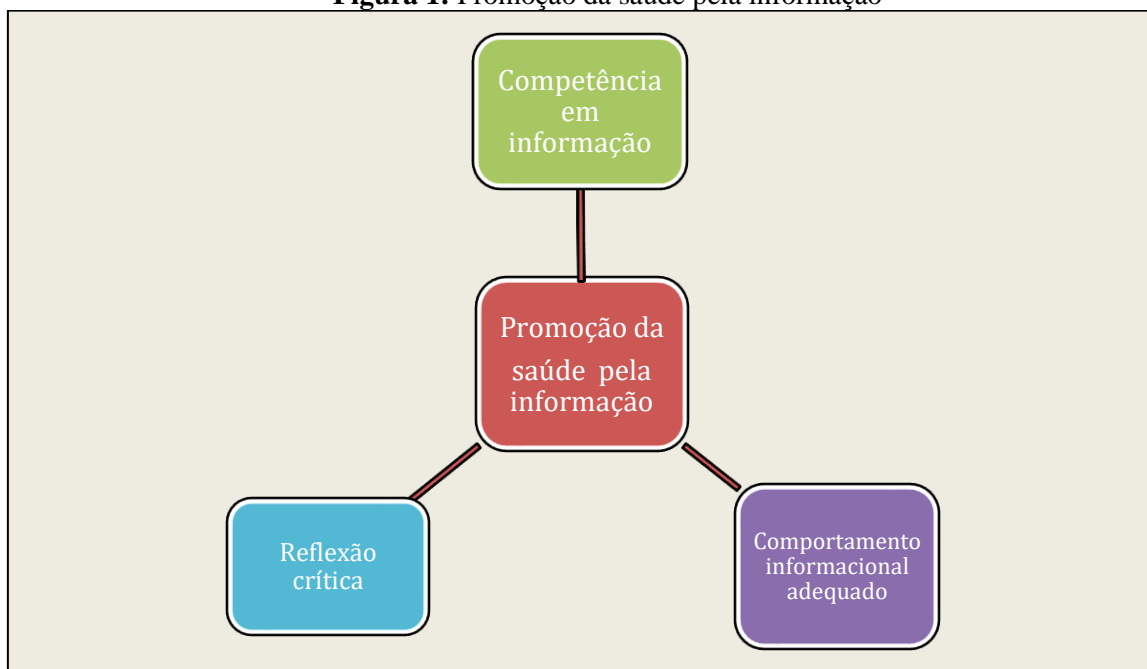 Figura 1: Promoção da saúde pela informação
Competência
em
informação
Promoção da
saúde pela
informação
Reflexão
crítica
Comportamento
informacional
adequado